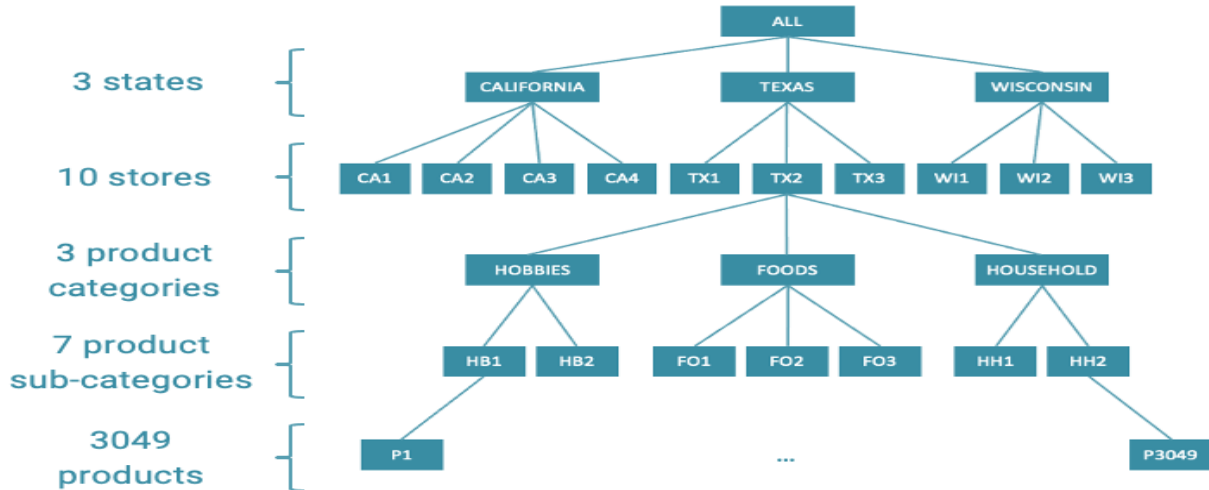 ALL
3 states
CALIFORNIA TEXAS WISCONSIN
10 stores
CA1 CA2 CA3 CA4 TX1 TX2 TX3 WI1 WI2 WI3
3 product
categories
HOBBIES FOODS HOUSEHOLD
7 product
sub-categories
HB1 HB2 FO1 FO2 FO3 HH1 HH2
3049
products
P1 ... P3049